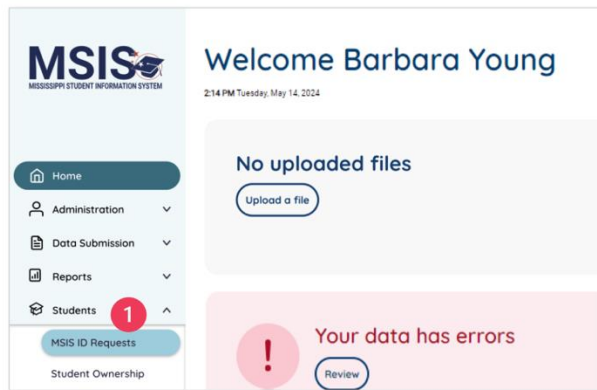 MSIS
MISSISSIPPI STUDENT INFORMATION SYSTEM
Home
Administration
Data Submission
Reports
Students 1
MSIS ID Requests
Student Ownership
Welcome Barbara Young
2:14 PM Tuesday, May 14, 2024
No uploaded files
Upload a file
! Your data has errors
Review